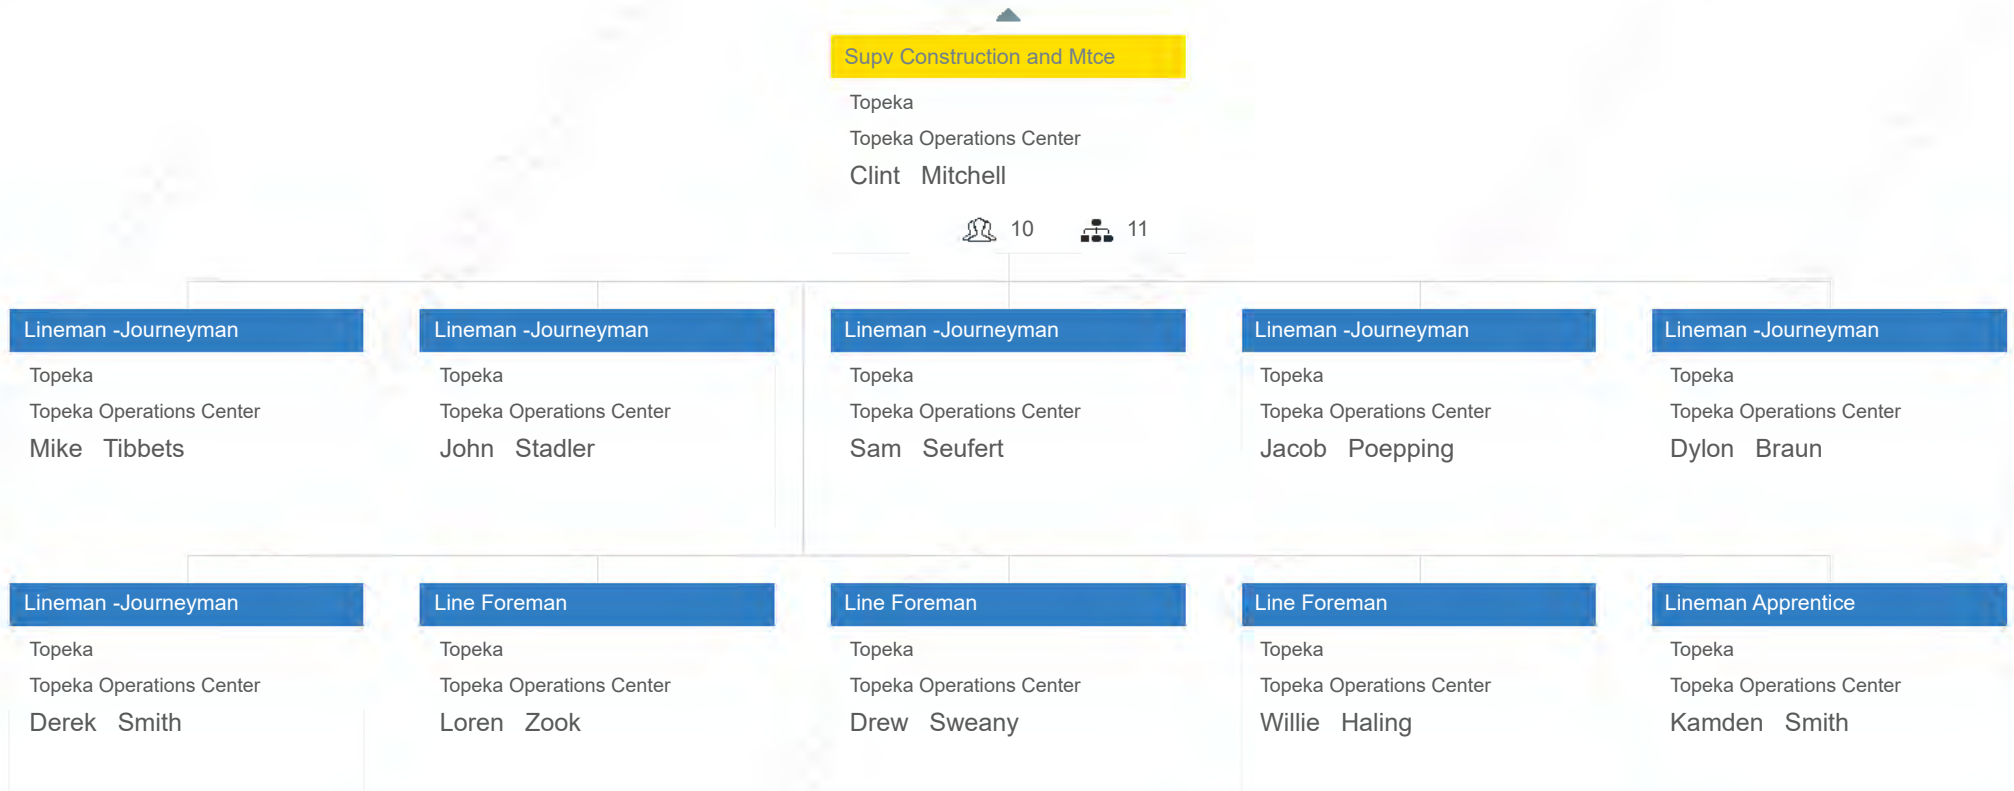 Supv Construction and Mtce
Topeka
Topeka Operations Center
Clint Mitchell
10 11
Lineman -Journeyman
Topeka
Topeka Operations Center
Mike Tibbets
Lineman -Journeyman
Topeka
Topeka Operations Center
John Stadler
Lineman -Journeyman
Topeka
Topeka Operations Center
Sam Seufert
Lineman -Journeyman
Topeka
Topeka Operations Center
Jacob Poepping
Lineman -Journeyman
Topeka
Topeka Operations Center
Dylon Braun
Lineman -Journeyman
Topeka
Topeka Operations Center
Derek Smith
Line Foreman
Topeka
Topeka Operations Center
Loren Zook
Line Foreman
Topeka
Topeka Operations Center
Drew Sweany
Line Foreman
Topeka
Topeka Operations Center
Willie Haling
Lineman Apprentice
Topeka
Topeka Operations Center
Kamden Smith